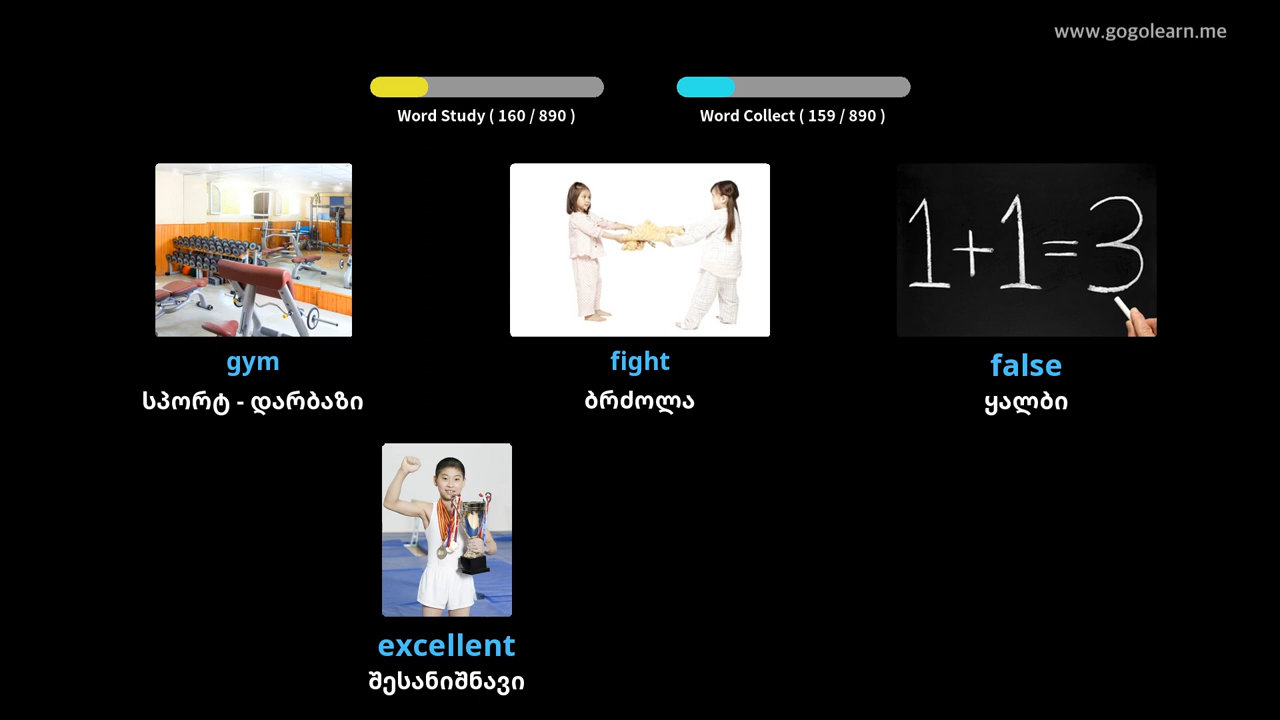 www.gogolearn.me
Word Study ( 160 / 890 )
Word Collect ( 159 / 890 )
1+1=3
gym
fight
false
სპორტ - დარბაზი
ბრძოლა
ყალბი
excellent
შესანიშნავი